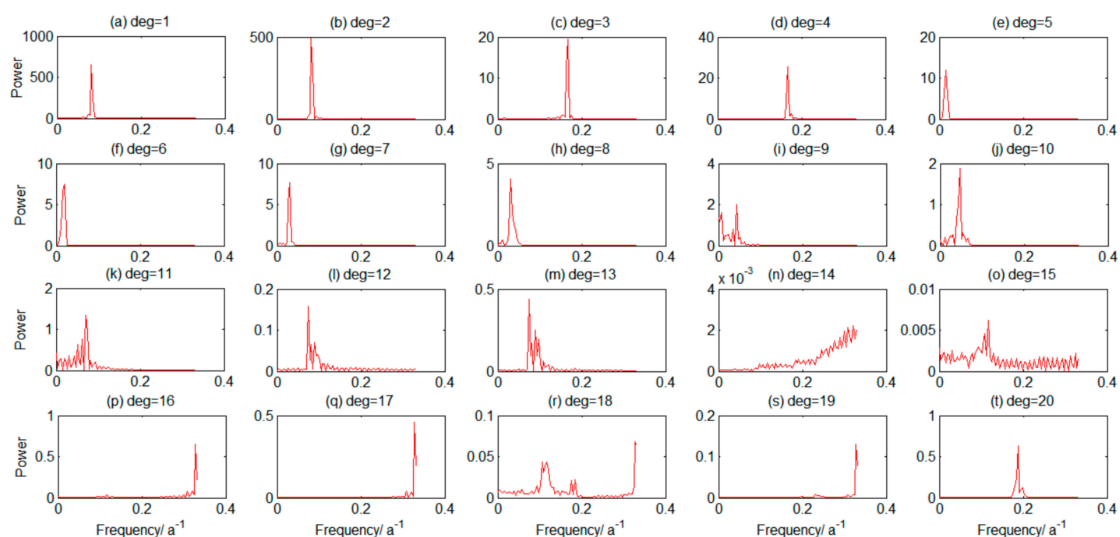 (a) deg=1 (b) deg=2 (c) deg=3 (d) deg=4 (e) deg=5
1000 500 20 40 20
Power 500 10 20 10
0 0 0 0 0
0 0.2 0.4 0 0.2 0.4 0 0.2 0.4 0 0.2 0.4 0 0.2 0.4
(f) deg=6 (g) deg=7 (h) deg=8 (i) deg=9 (j) deg=10
10 10 5 4 2
Power 5 5 2 1
0 0 0 0 0
0 0.2 0.4 0 0.2 0.4 0 0.2 0.4 0 0.2 0.4 0 0.2 0.4
(k) deg=11 (l) deg=12 (m) deg=13 (n) deg=14 (o) deg=15
2 0.2 0.5 4 x 10⁻³ 0.01
Power 1 0.1 2 0.005
0 0 0 0 0
0 0.2 0.4 0 0.2 0.4 0 0.2 0.4 0 0.2 0.4 0 0.2 0.4
(p) deg=16 (q) deg=17 (r) deg=18 (s) deg=19 (t) deg=20
1 0.5 0.1 0.2 1
Power 0.5 0.05 0.1 0.5
0 0 0 0 0
0 0.2 0.4 0 0.2 0.4 0 0.2 0.4 0 0.2 0.4 0 0.2 0.4
Frequency/ a⁻¹ Frequency/ a⁻¹ Frequency/ a⁻¹ Frequency/ a⁻¹ Frequency/ a⁻¹